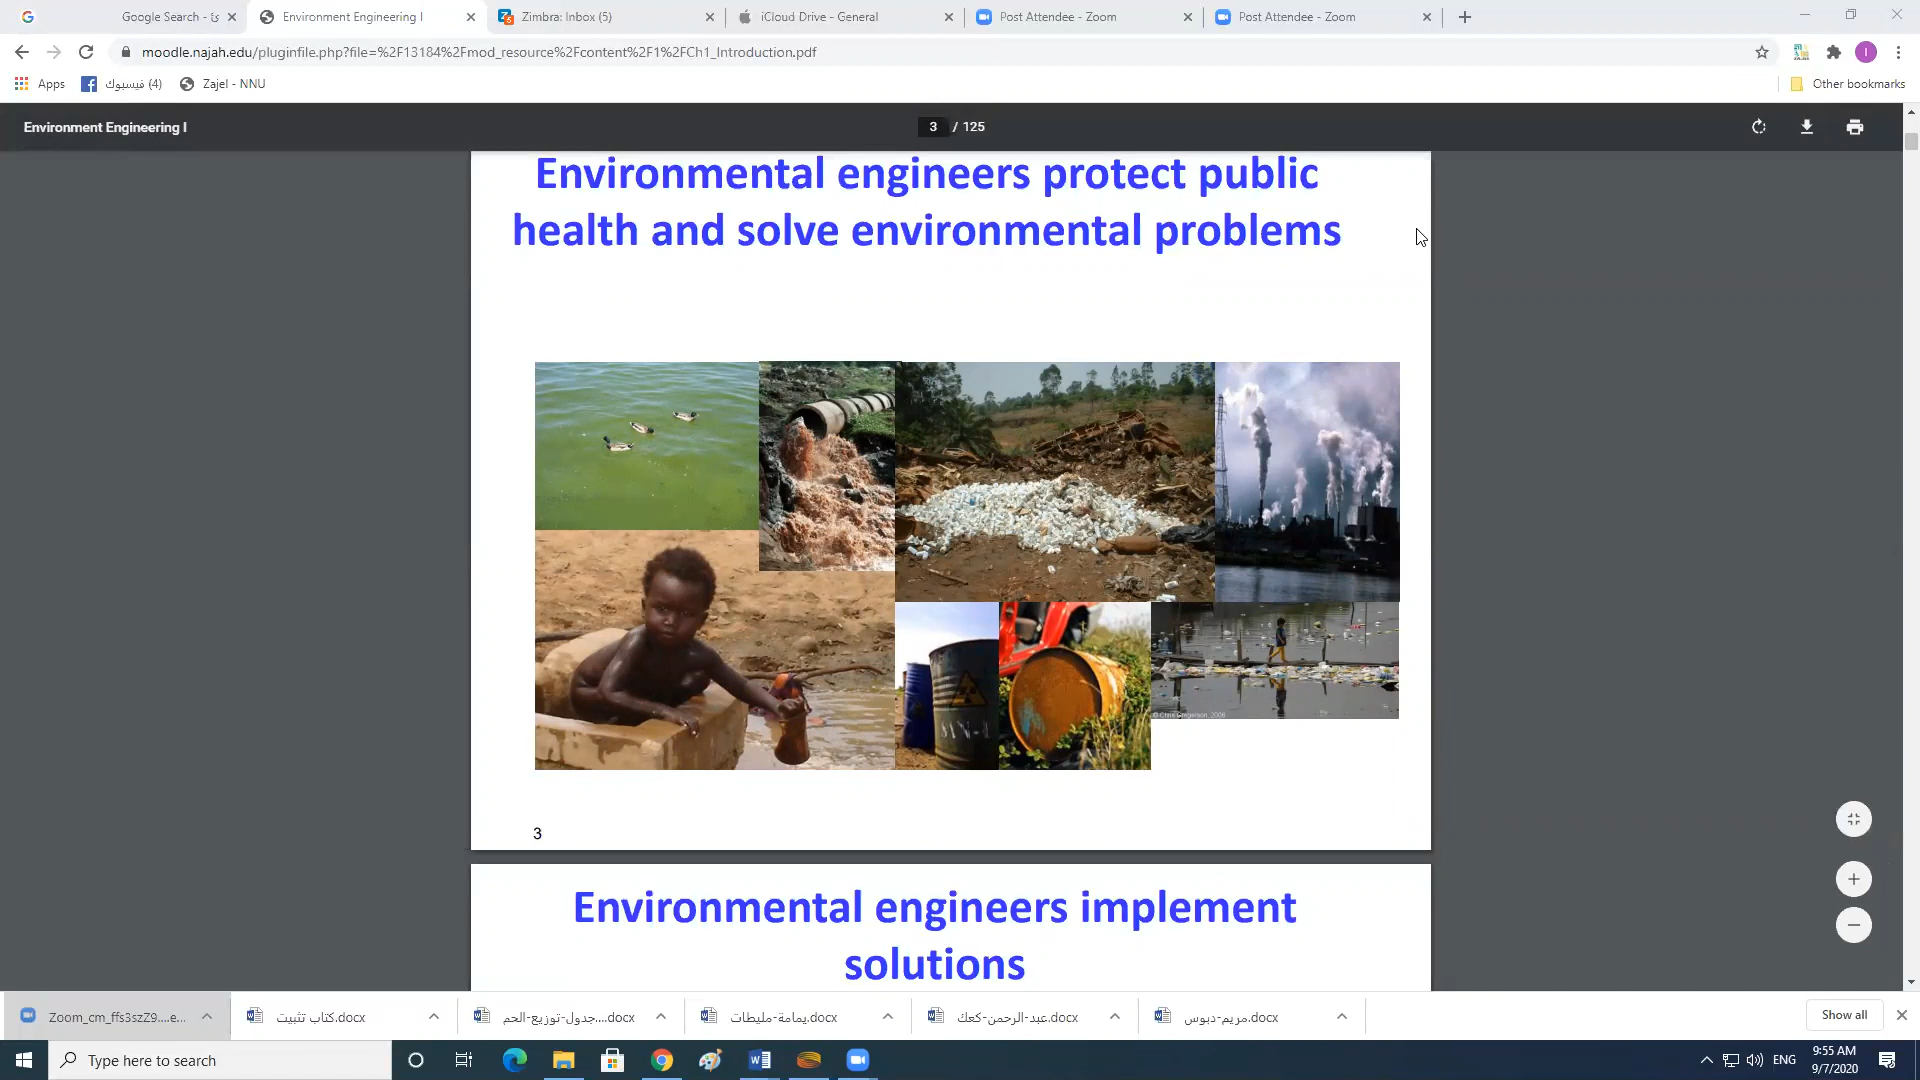 Google Search - ئ
Environment Engineering I
Zimbra: Inbox (5)
iCloud Drive - General
Post Attendee - Zoom
Post Attendee - Zoom
moodle.najah.edu/pluginfile.php?file=%2F13184%2Fmod_resource%2Fcontent%2F1%2FCh1_Introduction.pdf
Apps
(4) فيسبوك
Zajel - NNU
Other bookmarks
Environment Engineering I
3 / 125
Environmental engineers protect public
health and solve environmental problems
© Chris Gregerson, 2006
3
Environmental engineers implement
solutions
Zoom_cm_ffs3szZ9....e...
كتاب تثبيت.docx
جدول-توزيع-الحم....docx
يمامة-مليطات.docx
عبد-الرحمن-كعك.docx
مريم-دبوس.docx
Show all
Type here to search
ENG
9:55 AM
9/7/2020